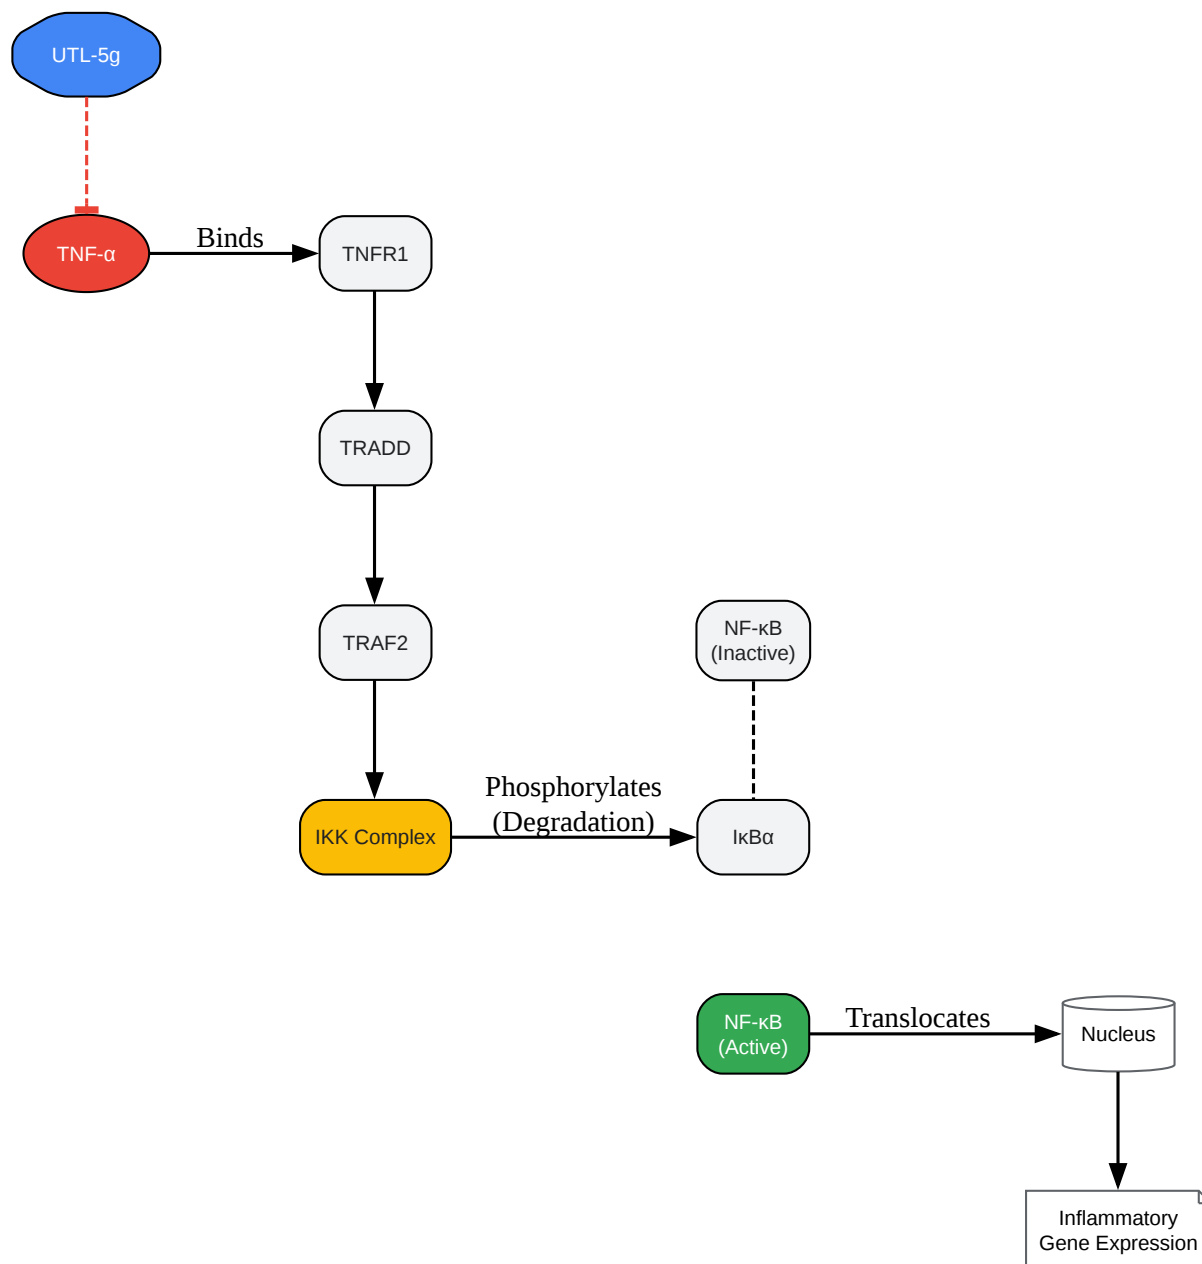 UTL-5g
TNF-α
Binds
TNFR1
TRADD
TRAF2
NF-κB
(Inactive)
IKK Complex
Phosphorylates
(Degradation)
IκBα
NF-κB
(Active)
Translocates
Nucleus
Inflammatory
Gene Expression